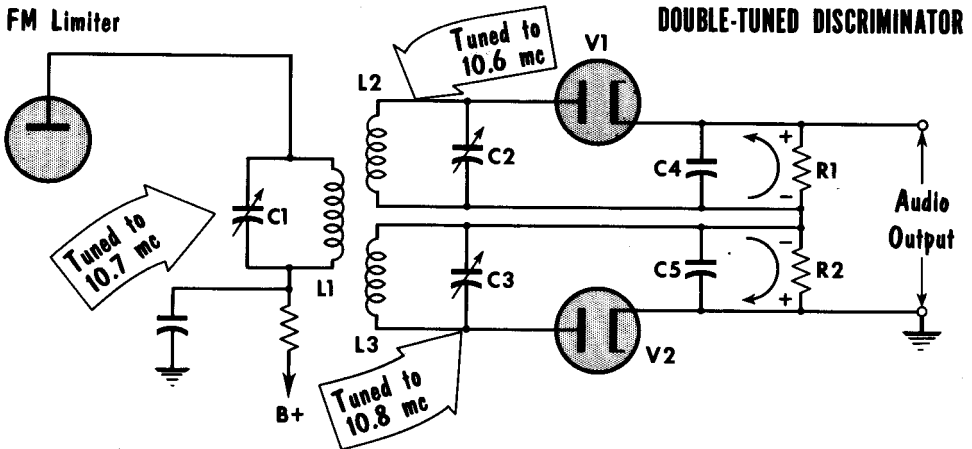 FM Limiter
DOUBLE-TUNED DISCRIMINATOR
Tuned to
10.6 mc
V1
L2
C2
C4
+
-
R1
C1
Tuned to
10.7 mc
L1
Audio
Output
C3
C5
-
+
R2
L3
V2
Tuned to
10.8 mc
B+